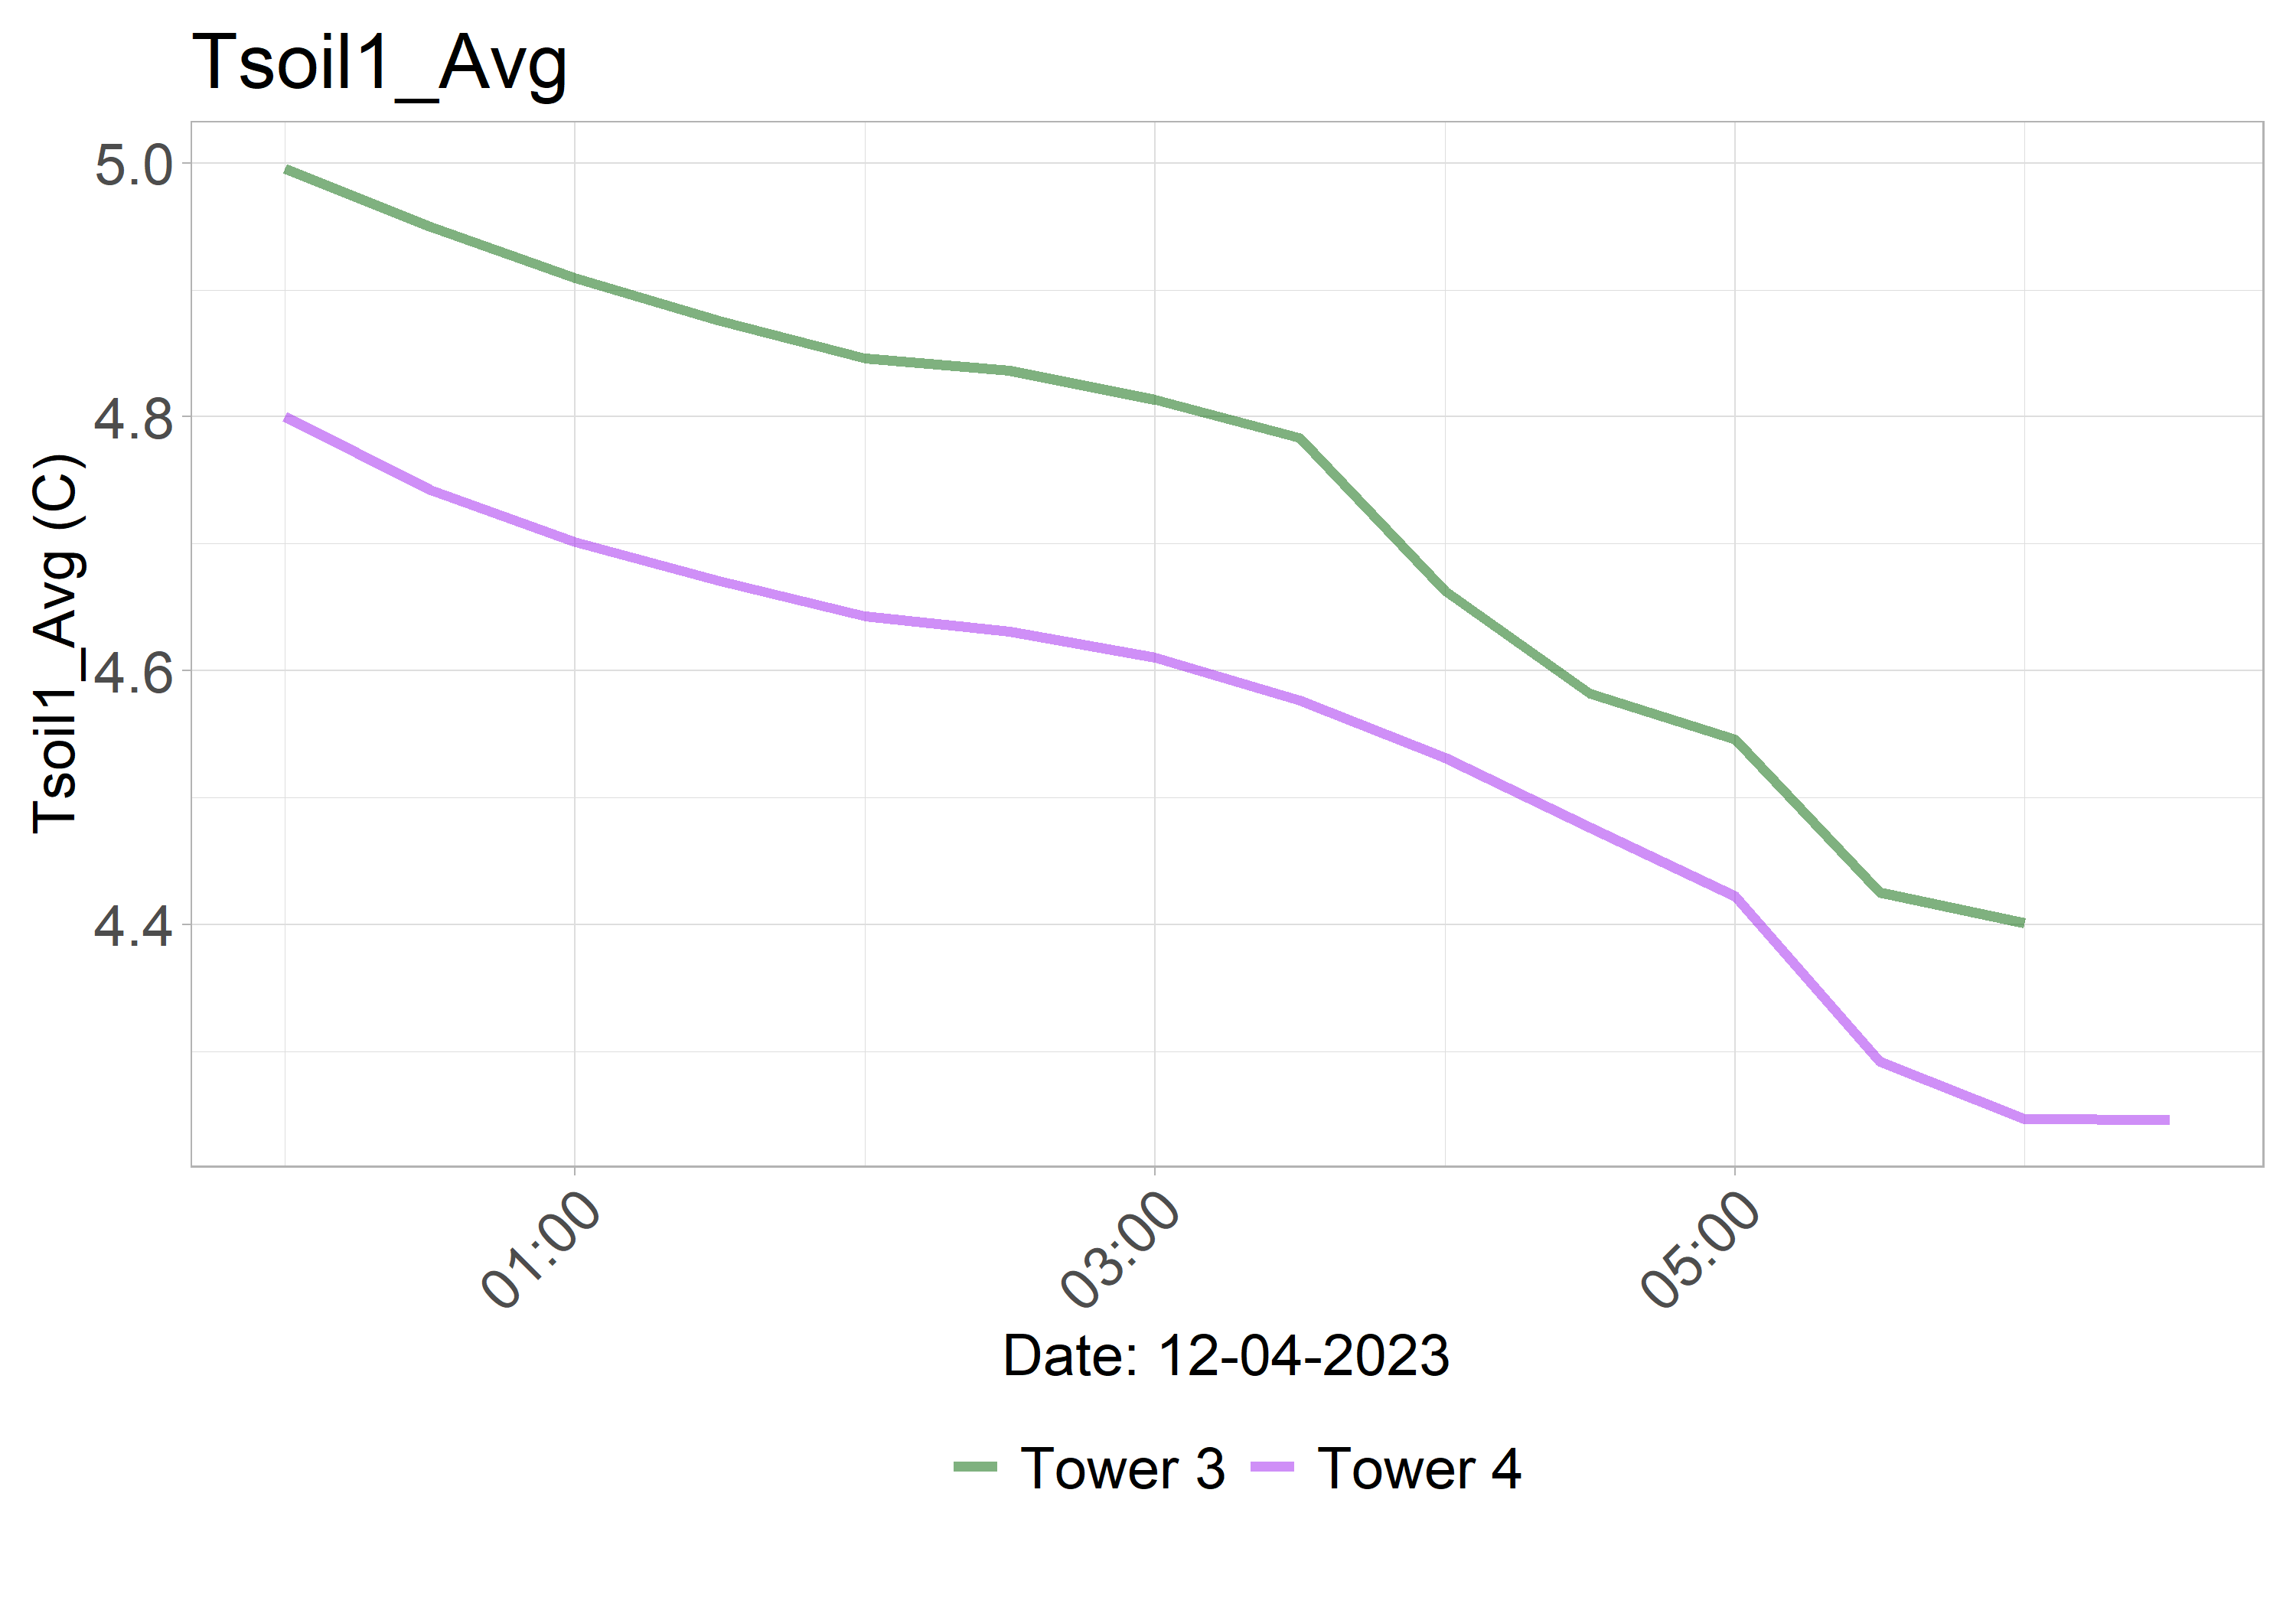 Tsoil1_Avg
Tsoil1_Avg (C)
5.0
4.8
4.6
4.4
01:00
03:00
05:00
Date: 12-04-2023
Tower 3
Tower 4